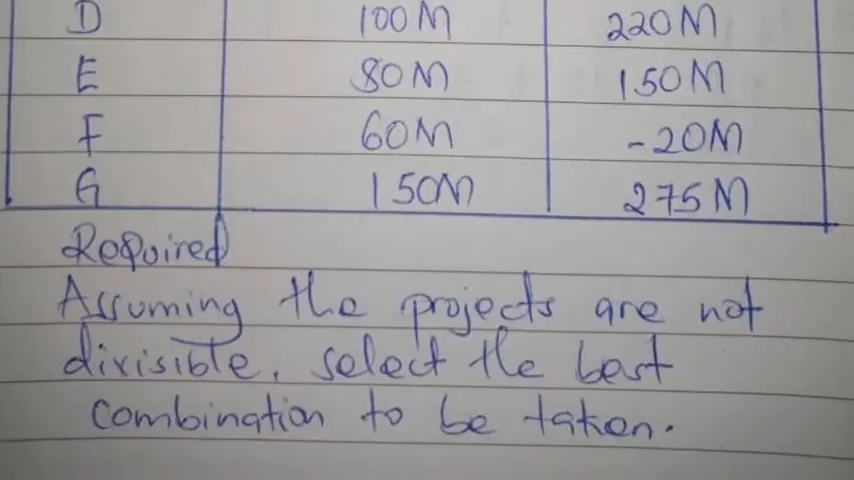 D 100M 220M
E 80M 150M
F 60M -20M
G 150M 275M
Required
Assuming the projects are not
divisible, select the best
combination to be taken.